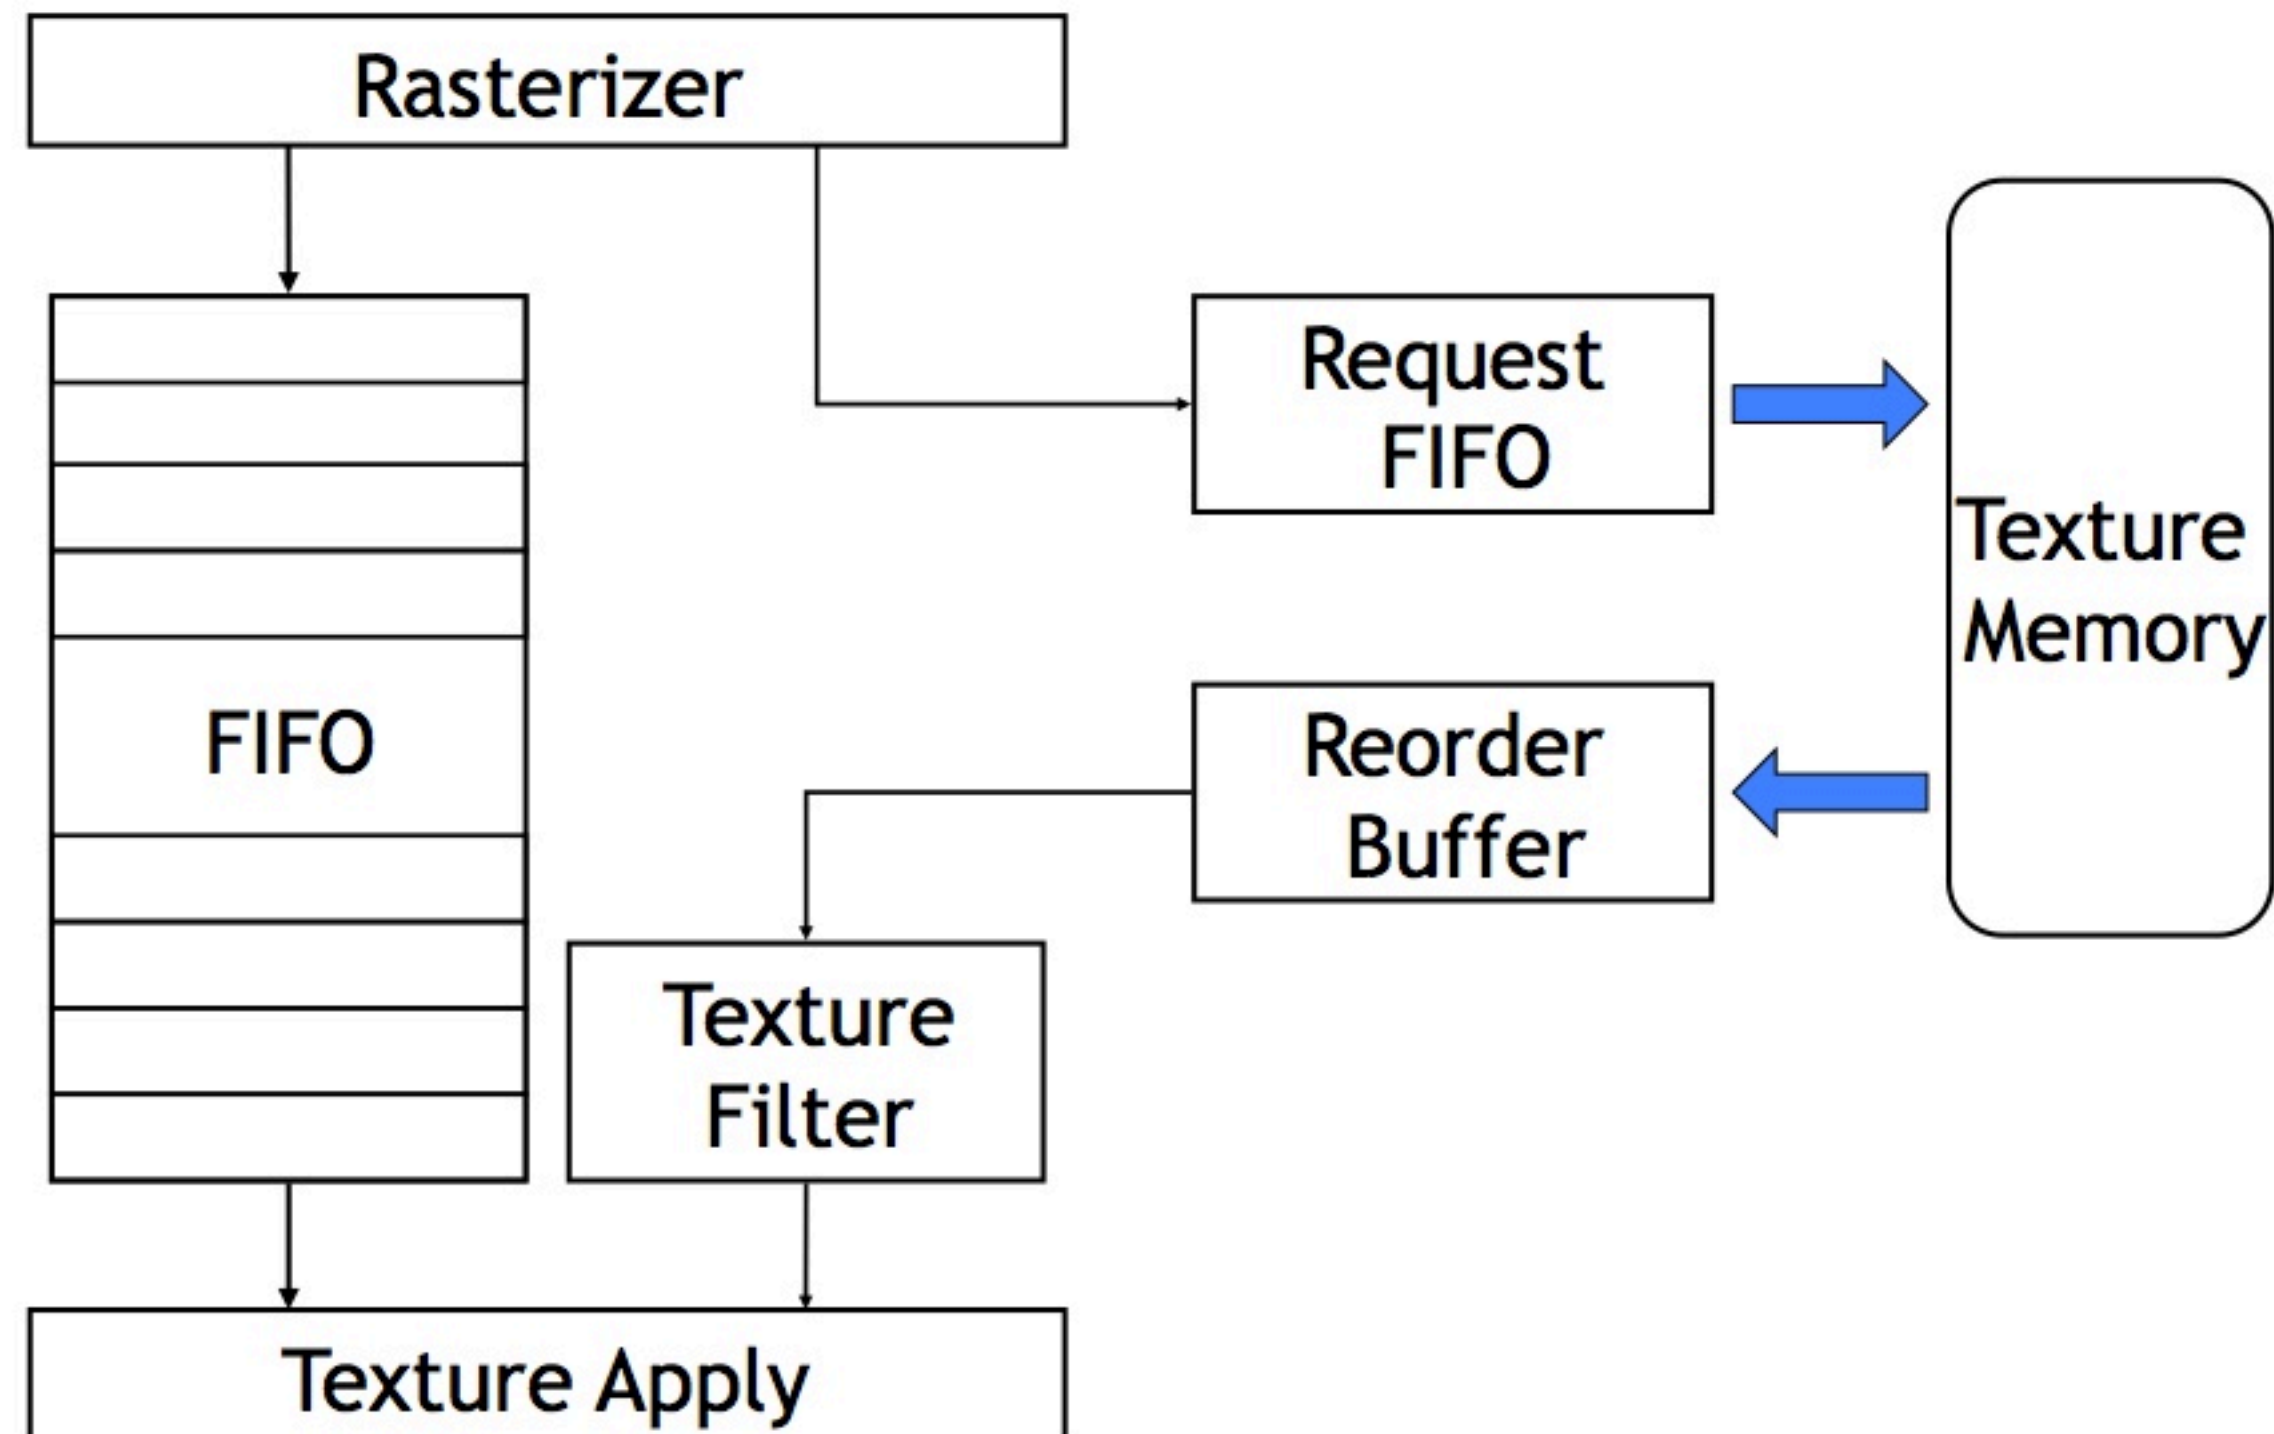 Rasterizer
Request
FIFO
Texture
Memory
FIFO
Reorder
Buffer
Texture
Filter
Texture Apply